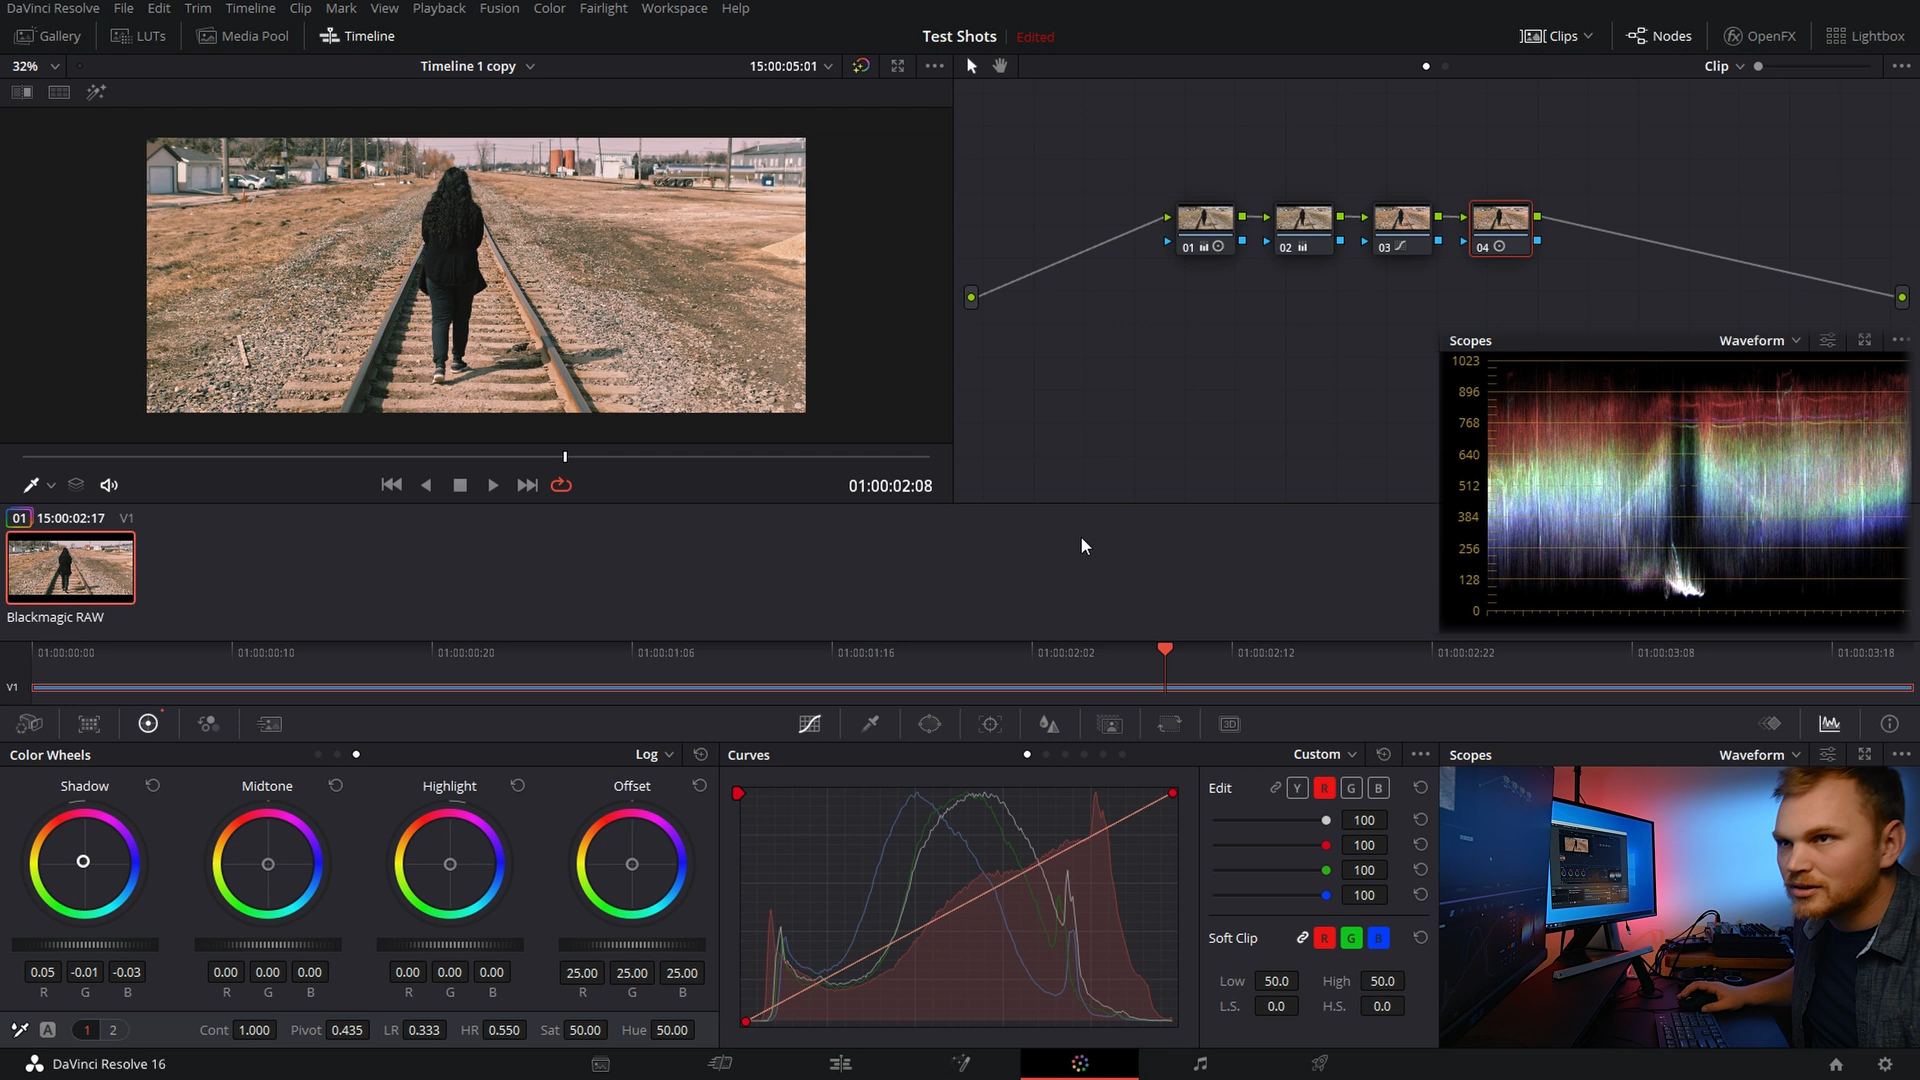 DaVinci Resolve File Edit Trim Timeline Clip Mark View Playback Fusion Color Fairlight Workspace Help
Gallery LUTs Media Pool Timeline Test Shots Edited Clips Nodes OpenFX Lightbox
32% Timeline 1 copy 15:00:05:01 Clip
01 02 03 04
Scopes Waveform
1023
896
768
640
512
384
256
128
0
01:00:02:08
01 15:00:02:17 V1
Blackmagic RAW
01:00:00:00 01:00:00:10 01:00:00:20 01:00:01:06 01:00:01:16 01:00:02:02 01:00:02:12 01:00:02:22 01:00:03:08 01:00:03:18
V1
3D
Color Wheels Log Curves Custom Scopes Waveform
Shadow Midtone Highlight Offset
Edit Y R G B
100
100
100
100
Soft Clip R G B
0.05 -0.01 -0.03 0.00 0.00 0.00 0.00 0.00 0.00 25.00 25.00 25.00
R G B R G B R G B R G B
Low 50.0 High 50.0
L.S. 0.0 H.S. 0.0
A 1 2 Cont 1.000 Pivot 0.435 LR 0.333 HR 0.550 Sat 50.00 Hue 50.00
DaVinci Resolve 16